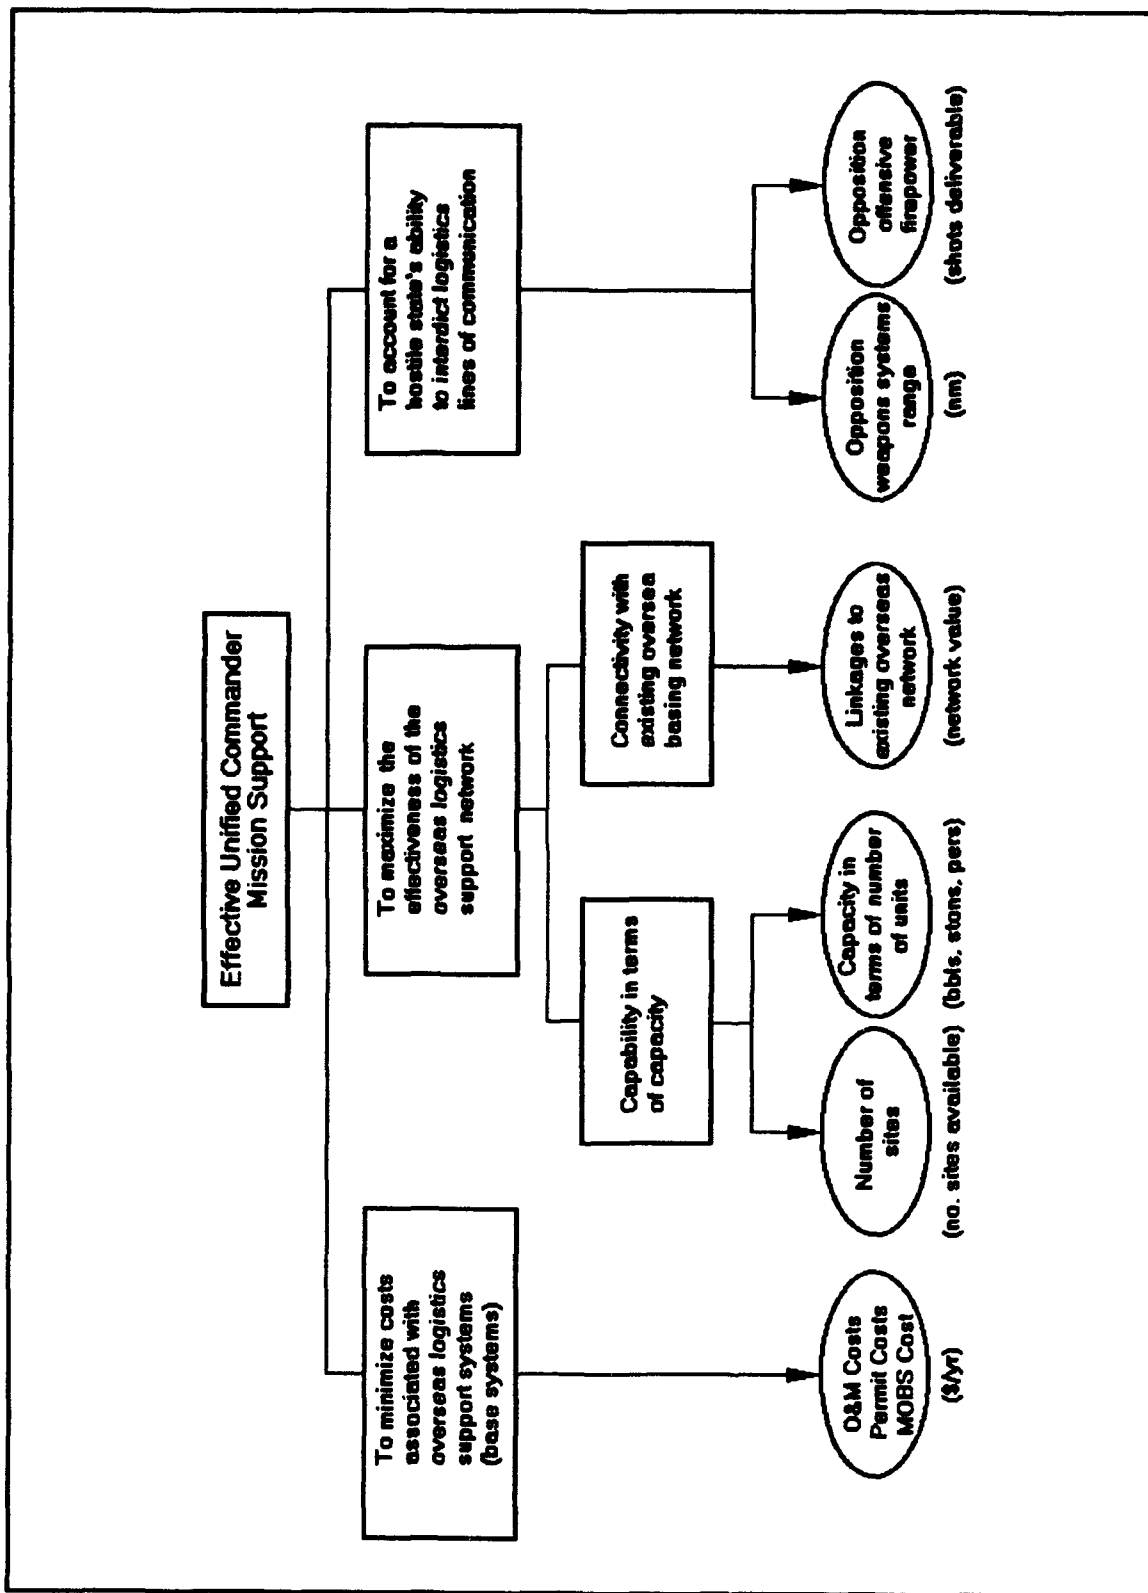 Effective Unified Commander
Mission Support
To minimize costs
associated with
overseas logistics
support systems
(base systems)
To maximize the
effectiveness of the
overseas logistics
support network
To account for a
hostile state's ability
to interdict logistics
lines of communication
Capability in terms
of capacity
Connectivity with
existing oversea
basing network
O&M Costs
Permit Costs
MOBS Cost
($/yr)
Number of
sites
(no. sites available)
Capacity in
terms of number
of units
(bbls, stons, pers)
Linkages to
existing overseas
network
(network value)
Opposition
weapons systems
range
(nm)
Opposition
offensive
firepower
(shots deliverable)